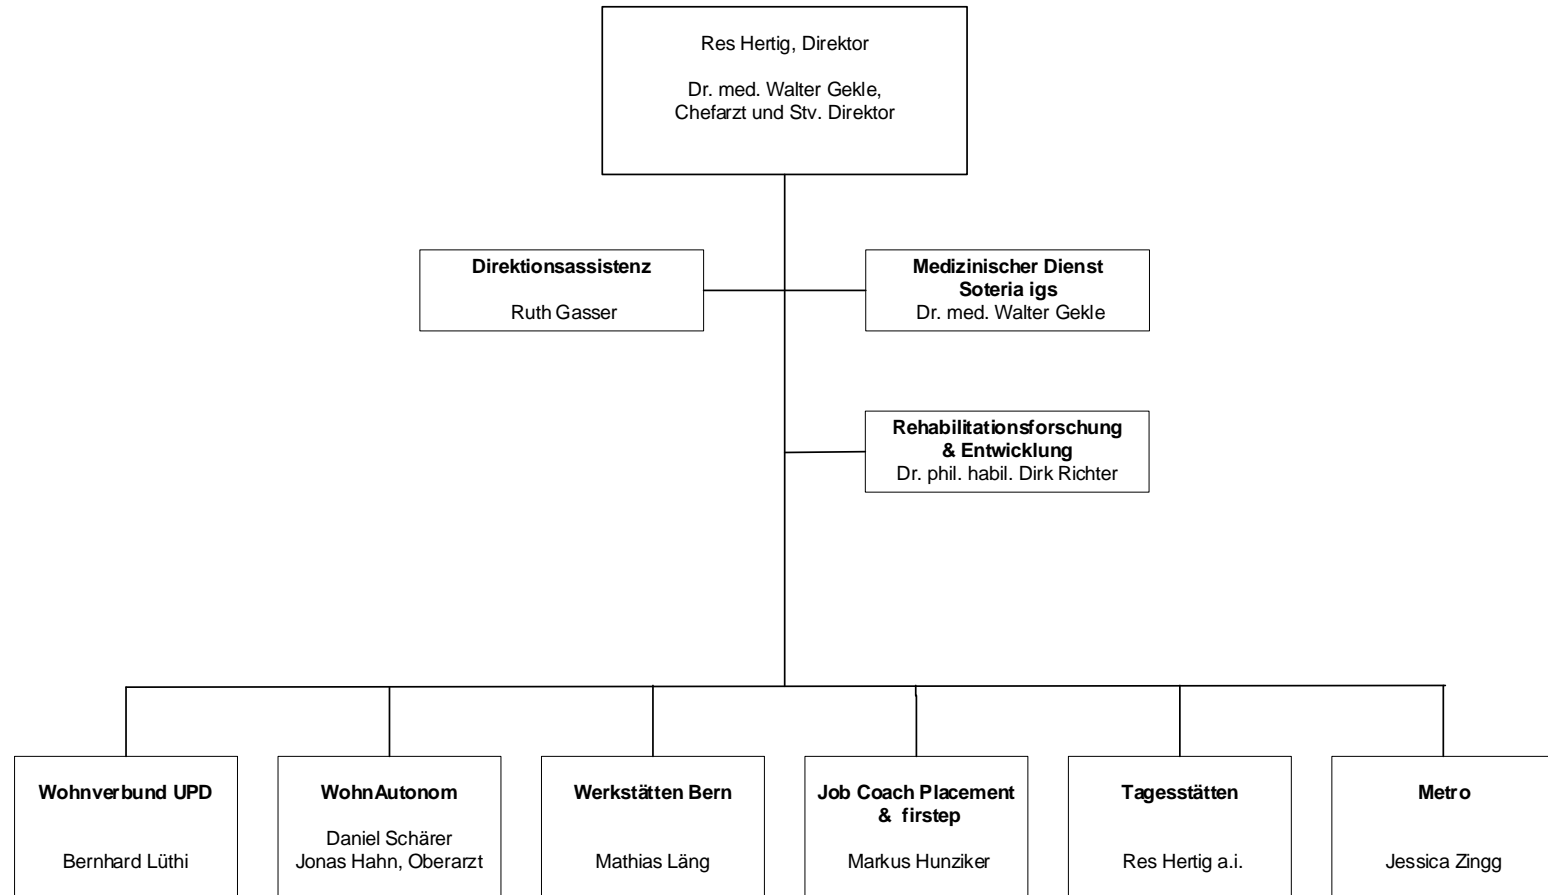 Res Hertig, Direktor
Dr. med. Walter Gekle,
Chefarzt und Stv. Direktor
Direktionsassistenz
Ruth Gasser
Medizinischer Dienst
Soteria igs
Dr. med. Walter Gekle
Rehabilitationsforschung
& Entwicklung
Dr. phil. habil. Dirk Richter
Wohnverbund UPD
Bernhard Lüthi
WohnAutonom
Daniel Schärer
Jonas Hahn, Oberarzt
Werkstätten Bern
Mathias Läng
Job Coach Placement
& firstep
Markus Hunziker
Tagesstätten
Res Hertig a.i.
Metro
Jessica Zingg